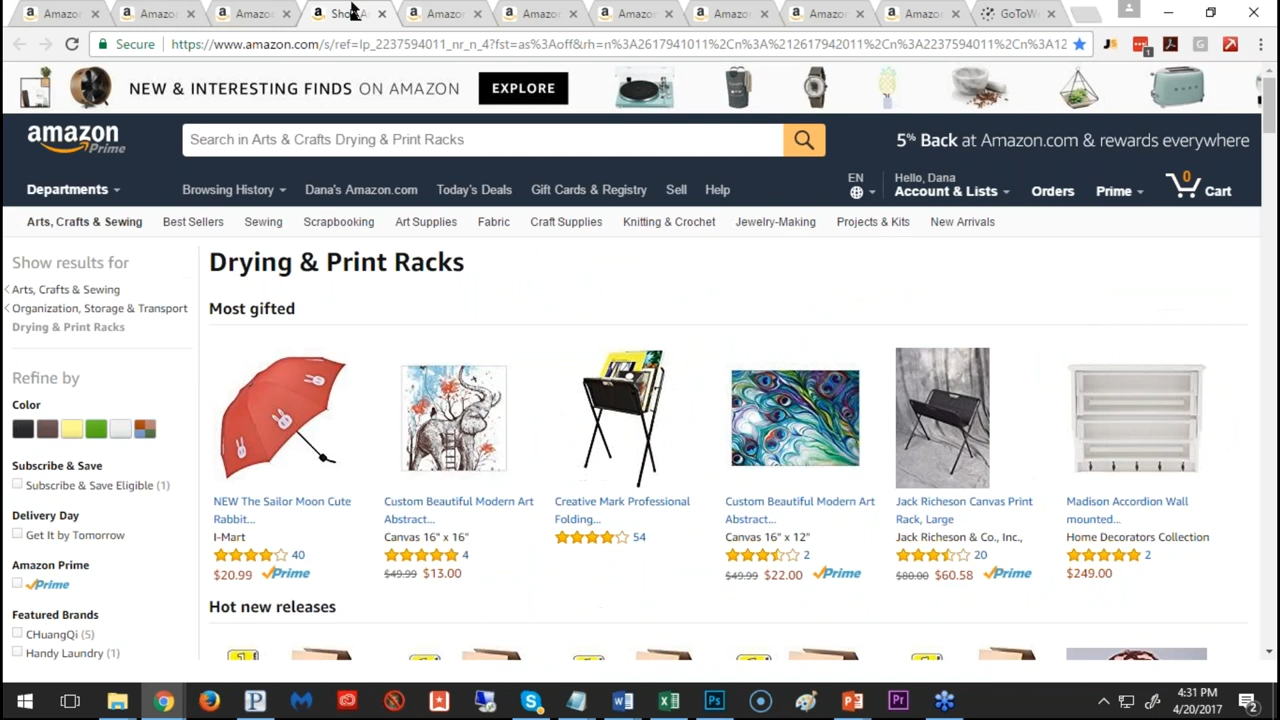 Amazon
Amazon
Amazon
Sho
Amazon
Amazon
Amazon
Amazon
Amazon
Amazon
GoToW
Secure https://www.amazon.com/s/ref=lp_2237594011_nr_n_4?fst=as%3Aoff&rh=n%3A2617941011%2Cn%3A%212617942011%2Cn%3A2237594011%2Cn%3A12
NEW & INTERESTING FINDS ON AMAZON EXPLORE
amazon Prime
Search in Arts & Crafts Drying & Print Racks
5% Back at Amazon.com & rewards everywhere
Departments Browsing History Dana's Amazon.com Today's Deals Gift Cards & Registry Sell Help
EN Hello, Dana
Account & Lists Orders Prime 0 Cart
Arts, Crafts & Sewing Best Sellers Sewing Scrapbooking Art Supplies Fabric Craft Supplies Knitting & Crochet Jewelry-Making Projects & Kits New Arrivals
Show results for
Arts, Crafts & Sewing
Organization, Storage & Transport
Drying & Print Racks
Refine by
Color
Subscribe & Save
Subscribe & Save Eligible (1)
Delivery Day
Get It by Tomorrow
Amazon Prime
Prime
Featured Brands
CHuangQi (5)
Handy Laundry (1)
Drying & Print Racks
Most gifted
NEW The Sailor Moon Cute
Rabbit...
I-Mart
40
$20.99 Prime
Custom Beautiful Modern Art
Abstract...
Canvas 16" x 16"
4
$49.99 $13.00
Creative Mark Professional
Folding...
54
Custom Beautiful Modern Art
Abstract...
Canvas 16" x 12"
2
$49.99 $22.00 Prime
Jack Richeson Canvas Print
Rack, Large
Jack Richeson & Co., Inc.,
20
$80.00 $60.58 Prime
Madison Accordion Wall
mounted...
Home Decorators Collection
2
$249.00
Hot new releases
4:31 PM
4/20/2017
2